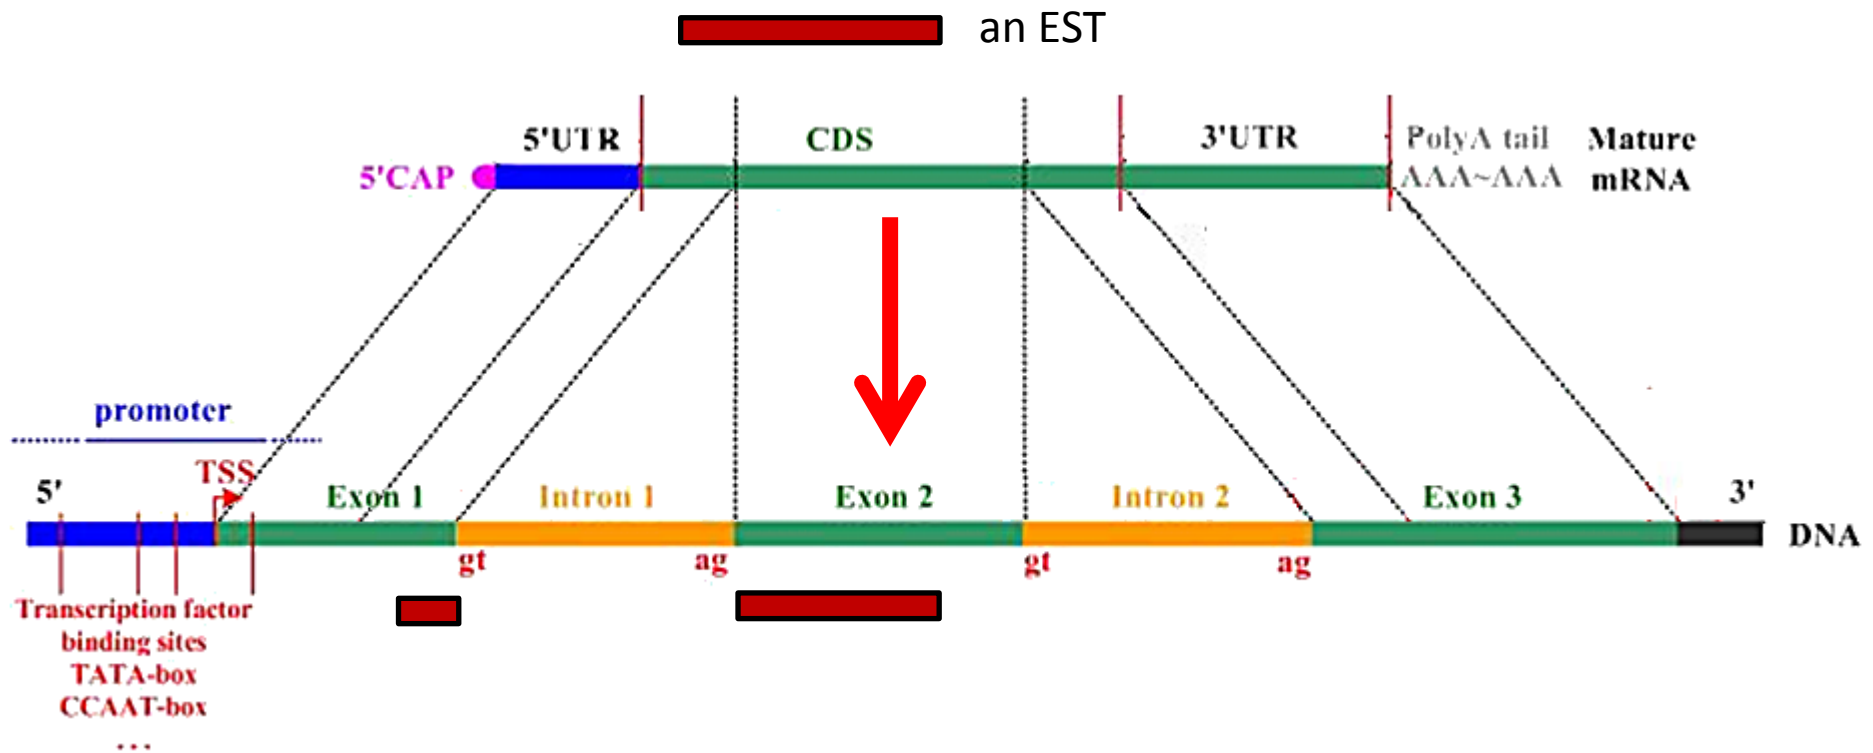 an EST
5'UTR CDS 3'UTR PolyA tail Mature
5'CAP AAA~AAA mRNA
promoter
TSS
5' Exon 1 Intron 1 Exon 2 Intron 2 Exon 3 3'
DNA
gt ag gt ag
Transcription factor
binding sites
TATA-box
CCAAT-box
...